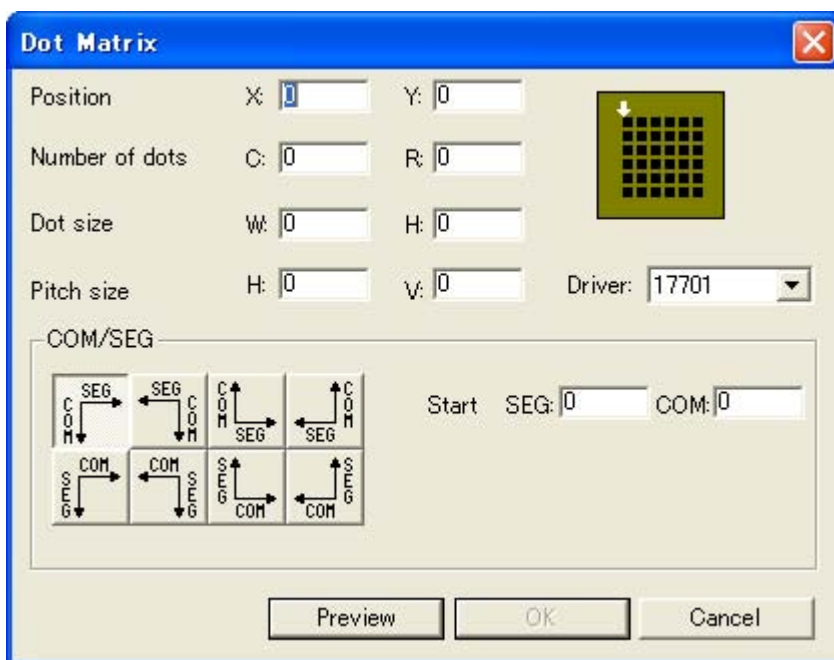 Dot Matrix
Position X: 0 Y: 0
Number of dots C: 0 R: 0
Dot size W: 0 H: 0
Pitch size H: 0 V: 0 Driver: 17701
COM/SEG
SEG COM SEG COM COM SEG SEG COM
COM SEG COM SEG SEG COM COM SEG
Start SEG: 0 COM: 0
Preview OK Cancel